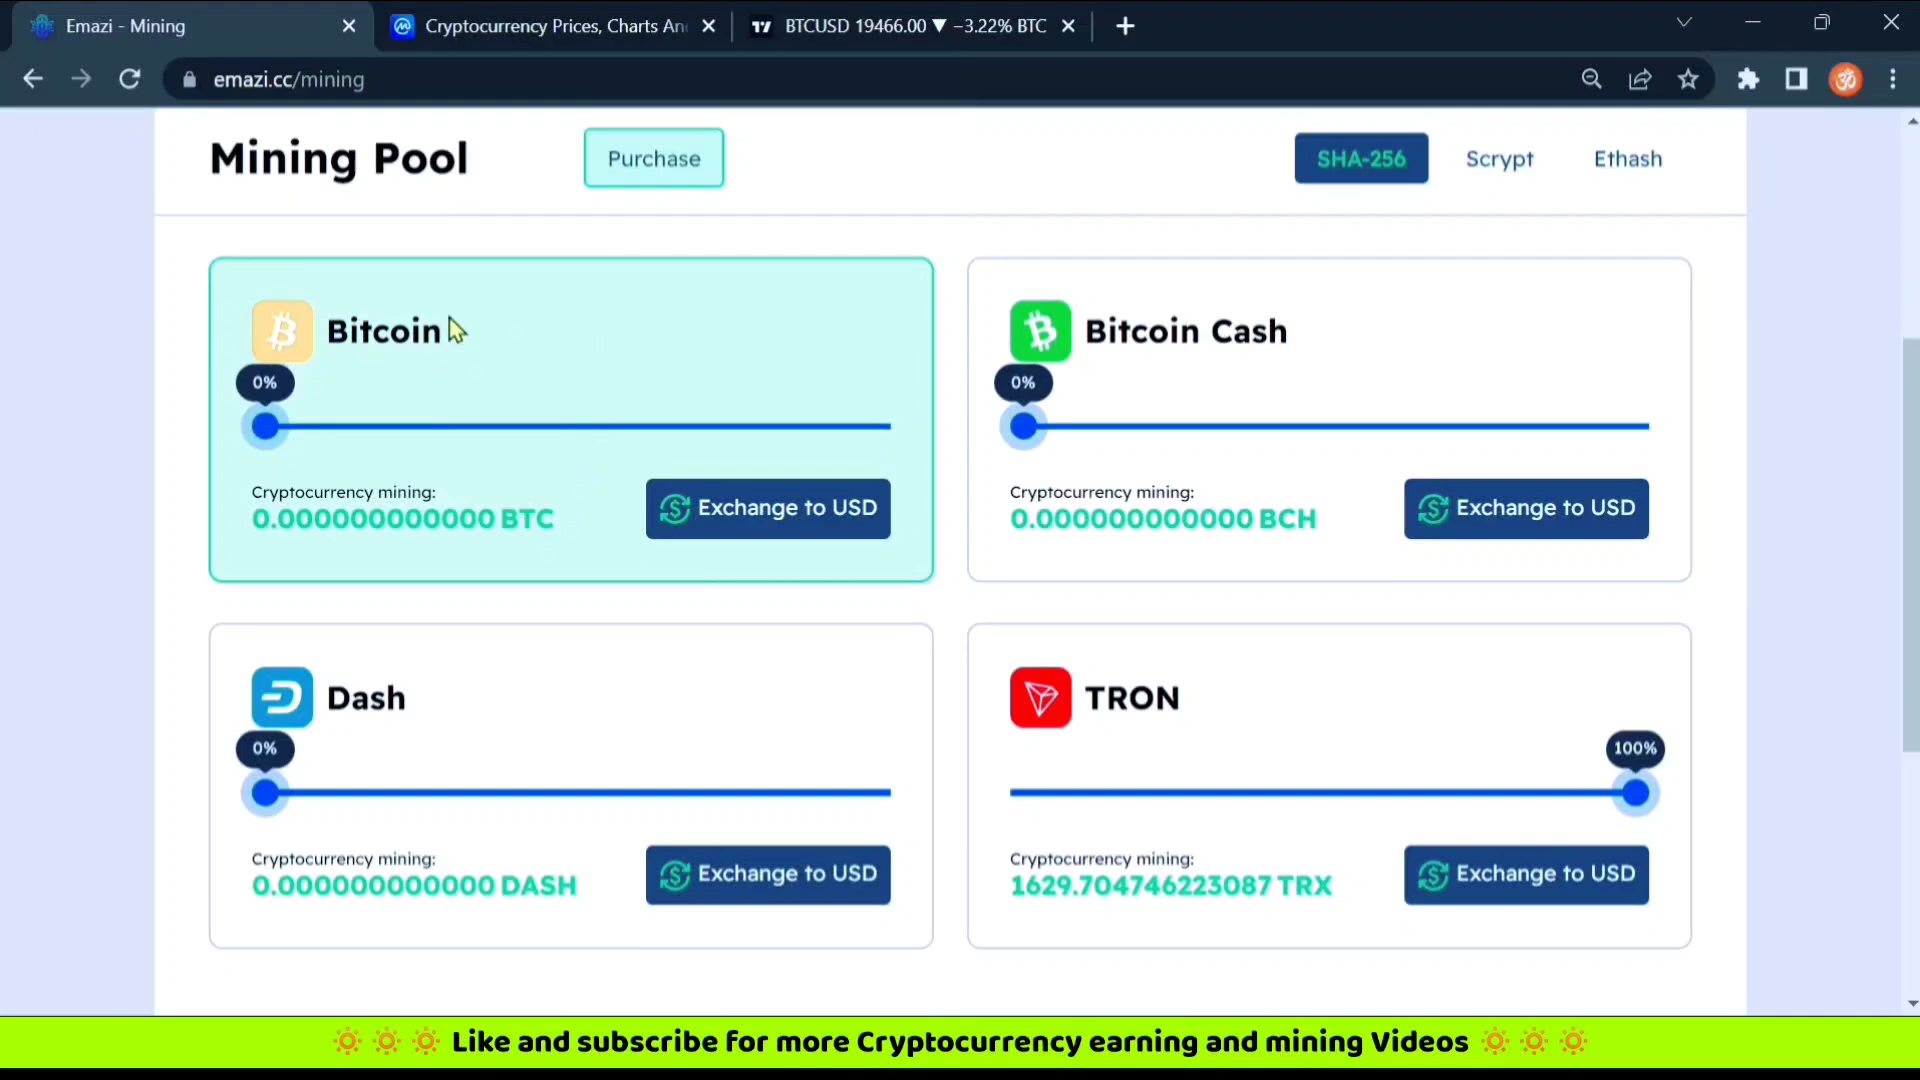 Emazi - Mining
Cryptocurrency Prices, Charts An
BTCUSD 19466.00 ▼ −3.22% BTC
emazi.cc/mining
Mining Pool
Purchase
SHA-256
Scrypt
Ethash
Bitcoin
0%
Cryptocurrency mining:
0.000000000000 BTC
Exchange to USD
Bitcoin Cash
0%
Cryptocurrency mining:
0.000000000000 BCH
Exchange to USD
Dash
0%
Cryptocurrency mining:
0.000000000000 DASH
Exchange to USD
TRON
100%
Cryptocurrency mining:
1629.704746223087 TRX
Exchange to USD
🔅 🔅 🔅 Like and subscribe for more Cryptocurrency earning and mining Videos 🔅 🔅 🔅